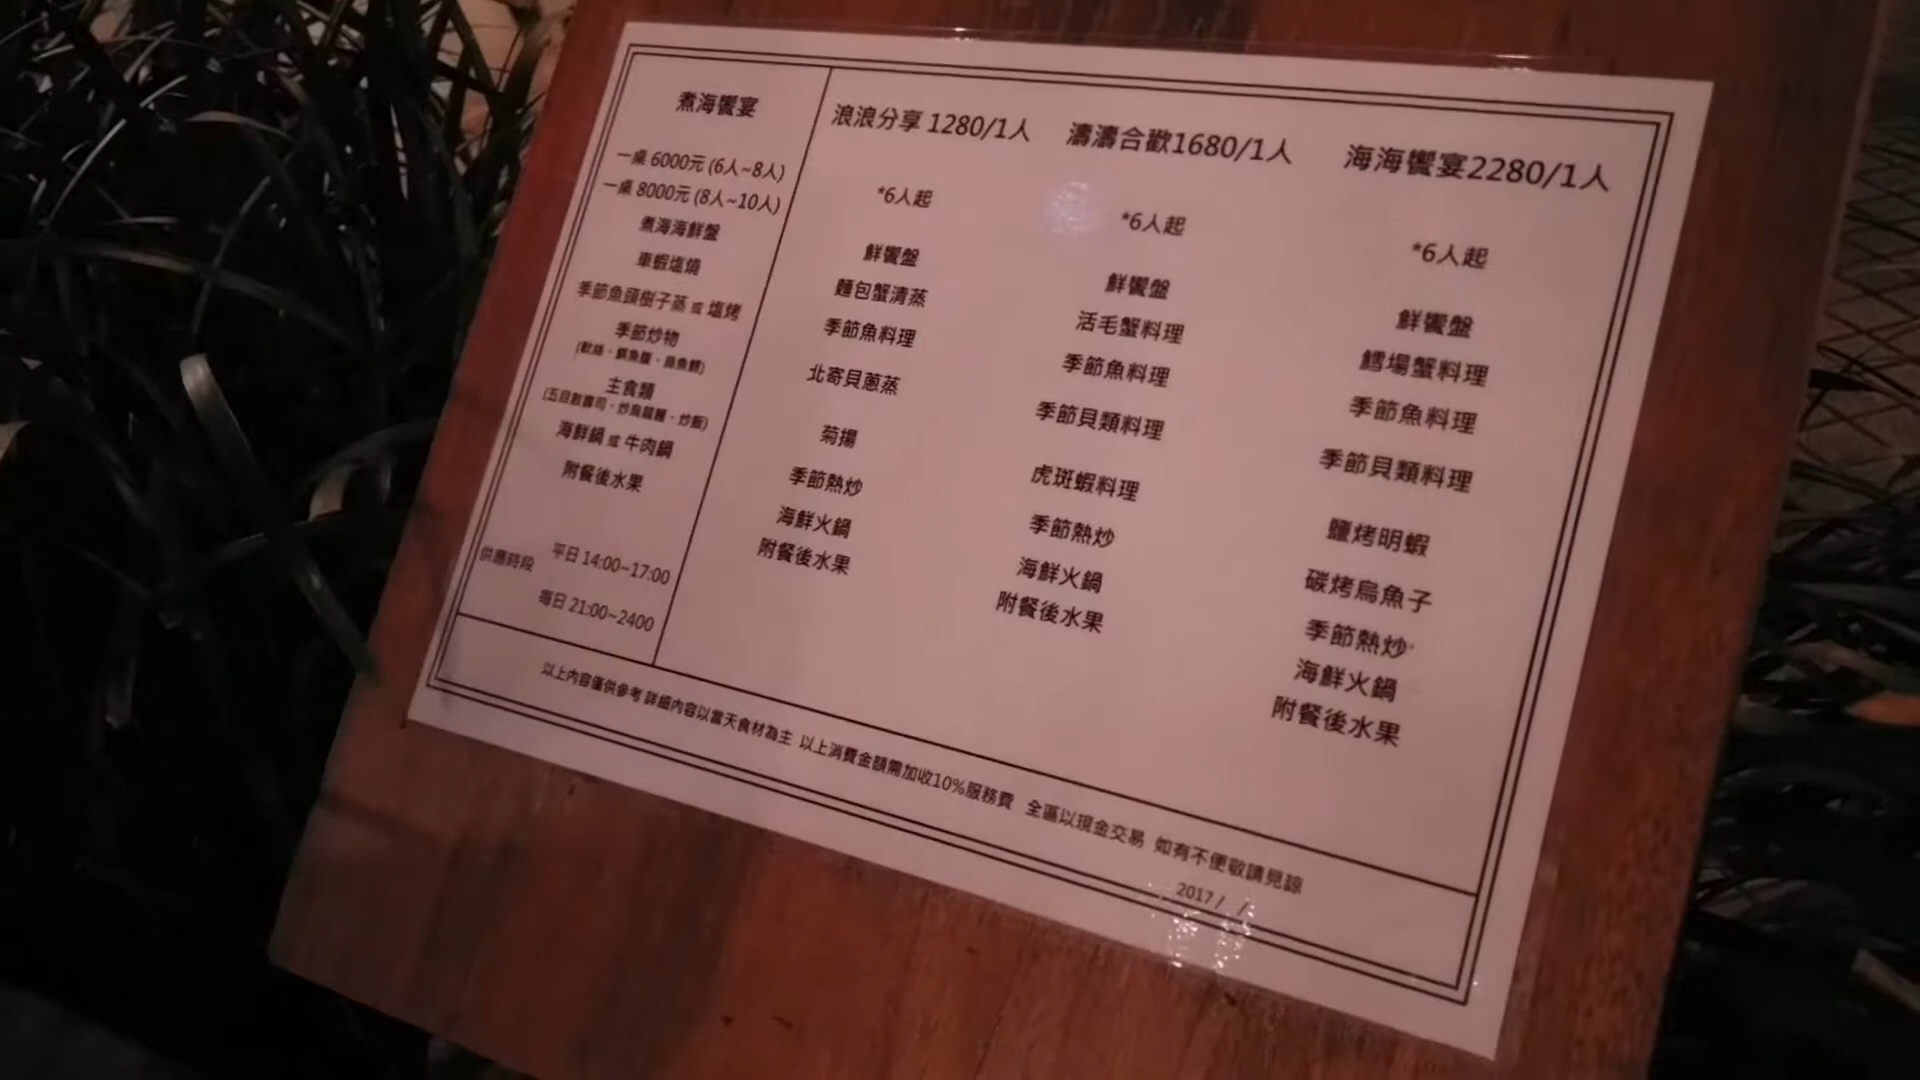 煮海饗宴
一桌 6000元 (6人~8人)
一桌 8000元 (8人~10人)
煮海海鮮盤
車蝦塩燒
季節魚頭樹子蒸 或 塩烤
季節炒物
主食類
海鮮鍋 或 牛肉鍋
附餐後水果
供應時段
平日 14:00~17:00
每日 21:00~2400
浪浪分享 1280/1人
*6人起
鮮饗盤
麵包蟹清蒸
季節魚料理
北寄貝蔥蒸
菊揚
季節熱炒
海鮮火鍋
附餐後水果
濤濤合歡1680/1人
*6人起
鮮饗盤
活毛蟹料理
季節魚料理
季節貝類料理
虎斑蝦料理
季節熱炒
海鮮火鍋
附餐後水果
海海饗宴2280/1人
*6人起
鮮饗盤
鱈場蟹料理
季節魚料理
季節貝類料理
鹽烤明蝦
碳烤烏魚子
季節熱炒
海鮮火鍋
附餐後水果
以上內容僅供參考 詳細內容以當天食材為主 以上消費金額需加收10%服務費 全區以現金交易 如有不便敬請見諒
2017 / /